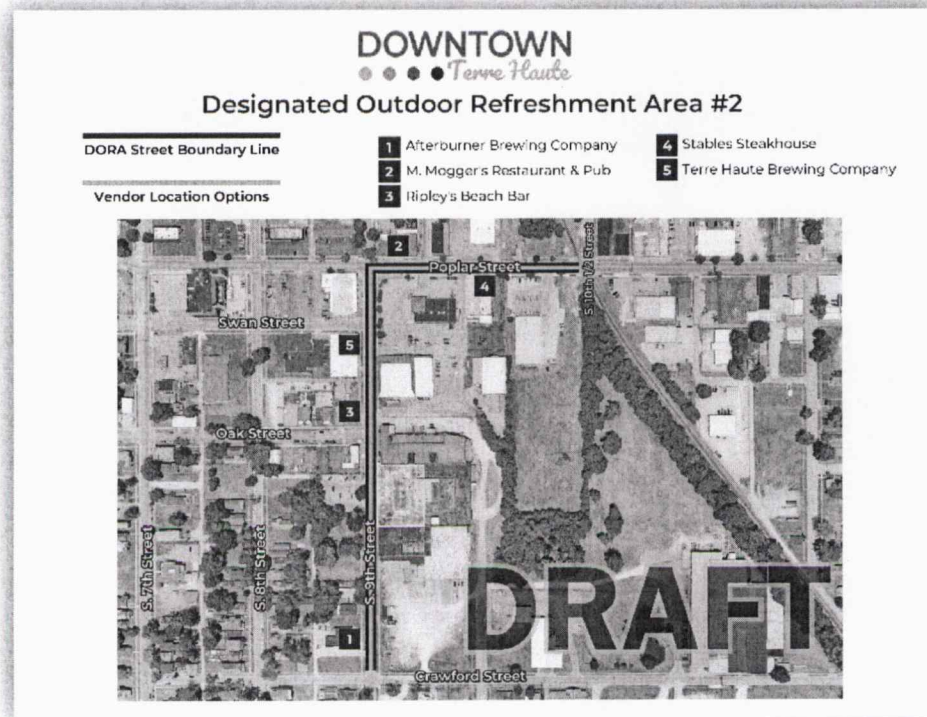 DOWNTOWN
Terre Haute
Designated Outdoor Refreshment Area #2
DORA Street Boundary Line
Vendor Location Options
1 Afterburner Brewing Company
2 M. Mogger's Restaurant & Pub
3 Ripley's Beach Bar
4 Stables Steakhouse
5 Terre Haute Brewing Company
2
Poplar Street
S. 10th 1/2 Street
4
Swan Street
5
3
Oak Street
S. 7th Street
S. 8th Street
S. 9th Street
DRAFT
1
Crawford Street